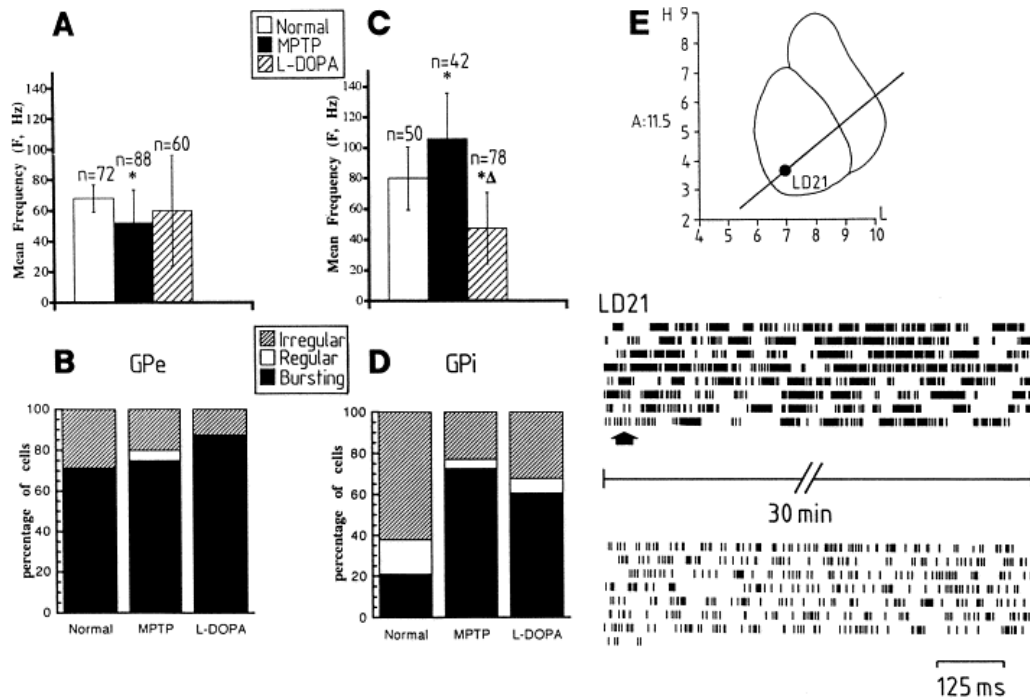 A
Normal
MPTP
L-DOPA
Mean Frequency (F, Hz)
140
120
100
80
60
40
20
0
n=72
n=88
*
n=60
C
Mean Frequency (F, Hz)
140
120
100
80
60
40
20
0
n=50
n=42
*
n=78
*Δ
E
H 9
8
7
6
5
4
3
2
A:11.5
LD21
L
4 5 6 7 8 9 10
B
GPe
Irregular
Regular
Bursting
percentage of cells
100
80
60
40
20
0
Normal MPTP L-DOPA
D
GPi
percentage of cells
100
80
60
40
20
0
Normal MPTP L-DOPA
LD21
30 min
125 ms